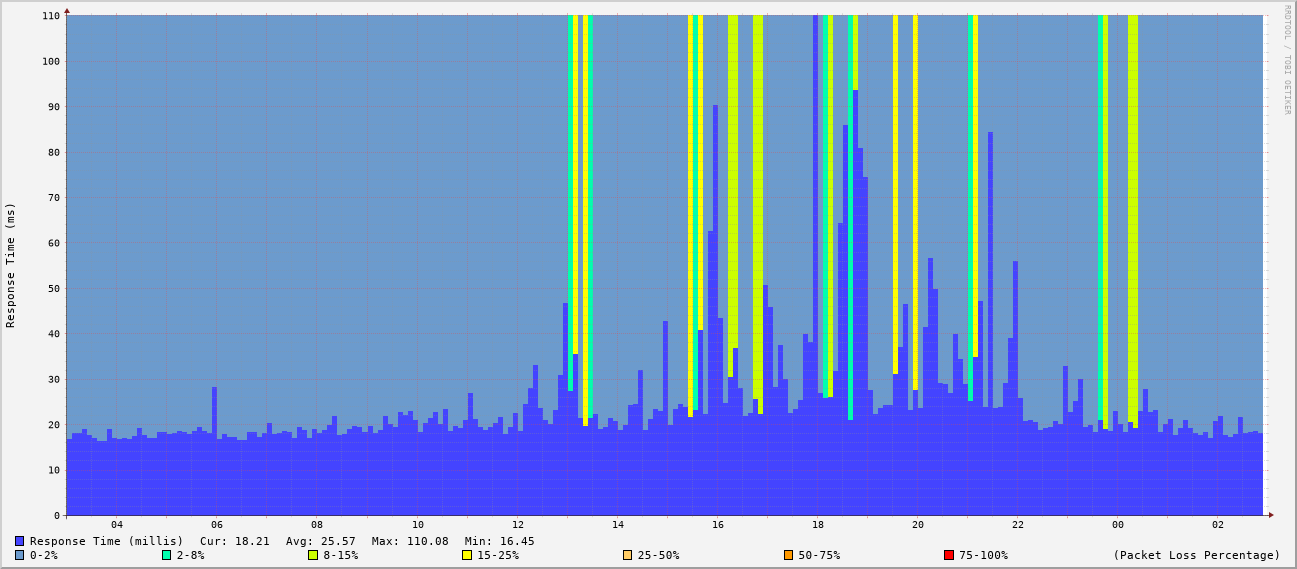 RRDTOOL / TOBI OETIKER
Response Time (ms)
110
100
90
80
70
60
50
40
30
20
10
0
04 06 08 10 12 14 16 18 20 22 00 02
Response Time (millis) Cur: 18.21 Avg: 25.57 Max: 110.08 Min: 16.45
0-2% 2-8% 8-15% 15-25% 25-50% 50-75% 75-100% (Packet Loss Percentage)